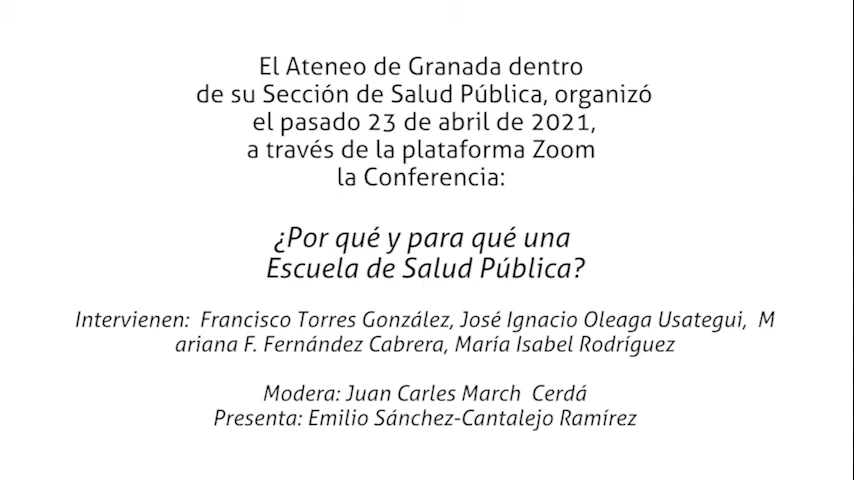 El Ateneo de Granada dentro
de su Sección de Salud Pública, organizó
el pasado 23 de abril de 2021,
a través de la plataforma Zoom
la Conferencia:
¿Por qué y para qué una
Escuela de Salud Pública?
Intervienen: Francisco Torres González, José Ignacio Oleaga Usategui, M
ariana F. Fernández Cabrera, María Isabel Rodríguez
Modera: Juan Carles March Cerdá
Presenta: Emilio Sánchez-Cantalejo Ramírez